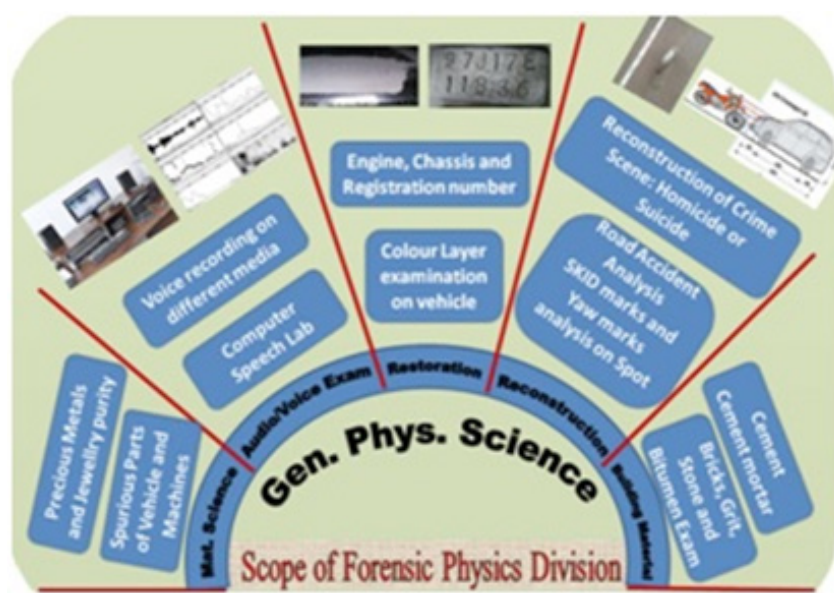 27J17E
11836
Engine, Chassis and
Registration number
Colour Layer
examination
on vehicle
Voice recording on
different media
Computer
Speech Lab
Reconstruction of Crime
Scene: Homicide or
Suicide
Road Accident
Analysis
SKID marks and
Yaw marks
analysis on Spot
Precious Metals
and Jewellry purity
Spurious Parts
of Vehicle and
Machines
Cement
Cement mortar
Bricks, Grit,
Stone and
Bitumen Exam
Mat. Science
Audio/Voice Exam
Restoration
Reconstruction
Building Material
Gen. Phys. Science
Scope of Forensic Physics Division